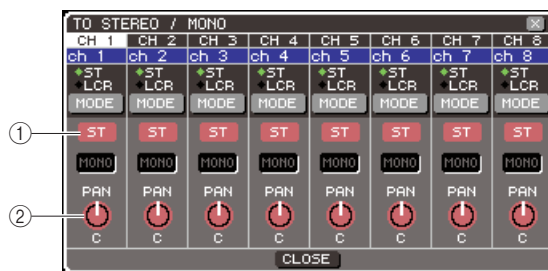 TO STEREO / MONO
CH 1 CH 2 CH 3 CH 4 CH 5 CH 6 CH 7 CH 8
ch 1 ch 2 ch 3 ch 4 ch 5 ch 6 ch 7 ch 8
ST ST ST ST ST ST ST ST
LCR LCR LCR LCR LCR LCR LCR LCR
MODE MODE MODE MODE MODE MODE MODE MODE
① ST ST ST ST ST ST ST ST
MONO MONO MONO MONO MONO MONO MONO MONO
PAN PAN PAN PAN PAN PAN PAN PAN
②
C C C C C C C C
CLOSE